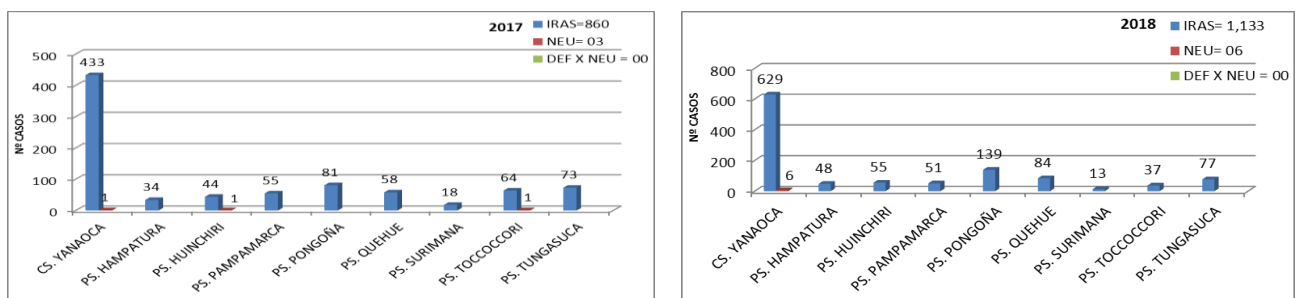 2017
IRAS=860
NEU= 03
DEF X NEU = 00
Nº CASOS
500
400
300
200
100
0
433
1
34
44
1
55
81
58
18
64
1
73
CS. YANAOCA
PS. HAMPATURA
PS. HUINCHIRI
PS. PAMPAMARCA
PS. PONGOÑA
PS. QUEHUE
PS. SURIMANA
PS. TOCCOCCORI
PS. TUNGASUCA
2018
IRAS= 1,133
NEU= 06
DEF X NEU = 00
Nº CASOS
800
600
400
200
0
629
6
48
55
51
139
84
13
37
77
CS. YANAOCA
PS. HAMPATURA
PS. HUINCHIRI
PS. PAMPAMARCA
PS. PONGOÑA
PS. QUEHUE
PS. SURIMANA
PS. TOCCOCCORI
PS. TUNGASUCA